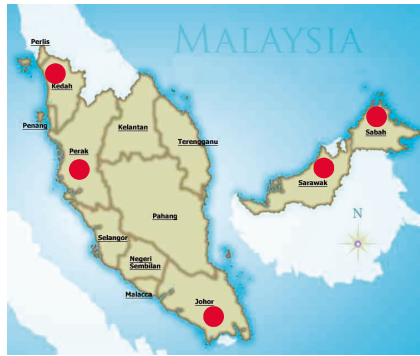 MALAYSIA
Perlis
Kedah
Penang
Kelantan
Terengganu
Perak
Sabah
Sarawak
Pahang
Selangor
Negeri
Sembilan
Malacca
Johor
N